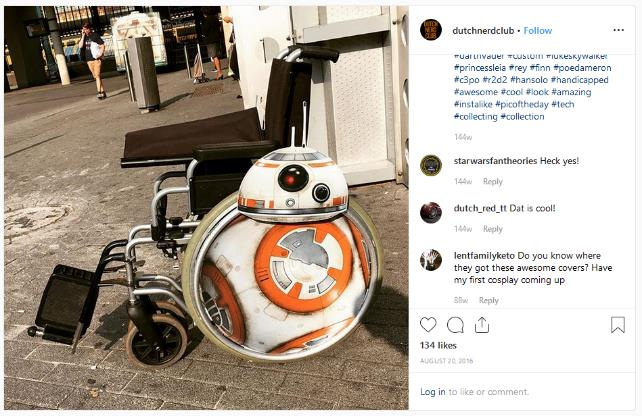 dutchnerdclub • Follow
#darthvader #custom #lukeskywalker
#princessleia #rey #finn #poedameron
#c3po #r2d2 #hansolo #handicapped
#awesome #cool #look #amazing
#instalike #picoftheday #tech
#collecting #collection
144w
starwarsfantheories Heck yes!
144w Reply
dutch_red_tt Dat is cool!
144w Reply
lentfamilyketo Do you know where
they got these awesome covers? Have
my first cosplay coming up
88w Reply
134 likes
AUGUST 20, 2016
Log in to like or comment.